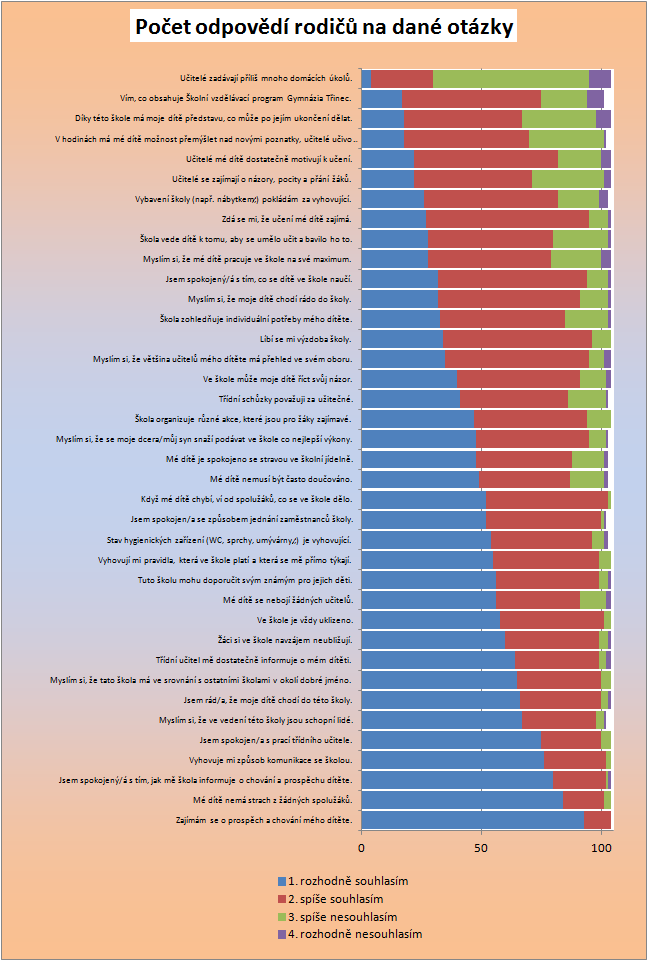 Počet odpovědí rodičů na dané otázky
Učitelé zadávají příliš mnoho domácích úkolů.
Vím, co obsahuje Školní vzdělávací program Gymnázia Třinec.
Díky této škole má moje dítě představu, co může po jejím ukončení dělat.
V hodinách má mé dítě možnost přemýšlet nad novými poznatky, učitelé učivo ..
Učitelé mé dítě dostatečně motivují k učení.
Učitelé se zajímají o názory, pocity a přání žáků.
Vybavení školy (např. nábytkem;) pokládám za vyhovující.
Zdá se mi, že učení mé dítě zajímá.
Škola vede dítě k tomu, aby se umělo učit a bavilo ho to.
Myslím si, že mé dítě pracuje ve škole na své maximum.
Jsem spokojený/á s tím, co se dítě ve škole naučí.
Myslím si, že moje dítě chodí rádo do školy.
Škola zohledňuje individuální potřeby mého dítěte.
Líbí se mi výzdoba školy.
Myslím si, že většina učitelů mého dítěte má přehled ve svém oboru.
Ve škole může moje dítě říct svůj názor.
Třídní schůzky považuji za užitečné.
Škola organizuje různé akce, které jsou pro žáky zajímavé.
Myslím si, že se moje dcera/můj syn snaží podávat ve škole co nejlepší výkony.
Mé dítě je spokojeno se stravou ve školní jídelně.
Mé dítě nemusí být často doučováno.
Když mé dítě chybí, ví od spolužáků, co se ve škole dělo.
Jsem spokojen/a se způsobem jednání zaměstnanců školy.
Stav hygienických zařízení (WC, sprchy, umývárny;) je vyhovující.
Vyhovují mi pravidla, která ve škole platí a která se mě přímo týkají.
Tuto školu mohu doporučit svým známým pro jejich děti.
Mé dítě se nebojí žádných učitelů.
Ve škole je vždy uklizeno.
Žáci si ve škole navzájem neubližují.
Třídní učitel mě dostatečně informuje o mém dítěti.
Myslím si, že tato škola má ve srovnání s ostatními školami v okolí dobré jméno.
Jsem rád/a, že moje dítě chodí do této školy.
Myslím si, že ve vedení této školy jsou schopní lidé.
Jsem spokojen/a s prací třídního učitele.
Vyhovuje mi způsob komunikace se školou.
Jsem spokojený/á s tím, jak mě škola informuje o chování a prospěchu dítěte.
Mé dítě nemá strach z žádných spolužáků.
Zajímám se o prospěch a chování mého dítěte.
0 50 100
1. rozhodně souhlasím
2. spíše souhlasím
3. spíše nesouhlasím
4. rozhodně nesouhlasím